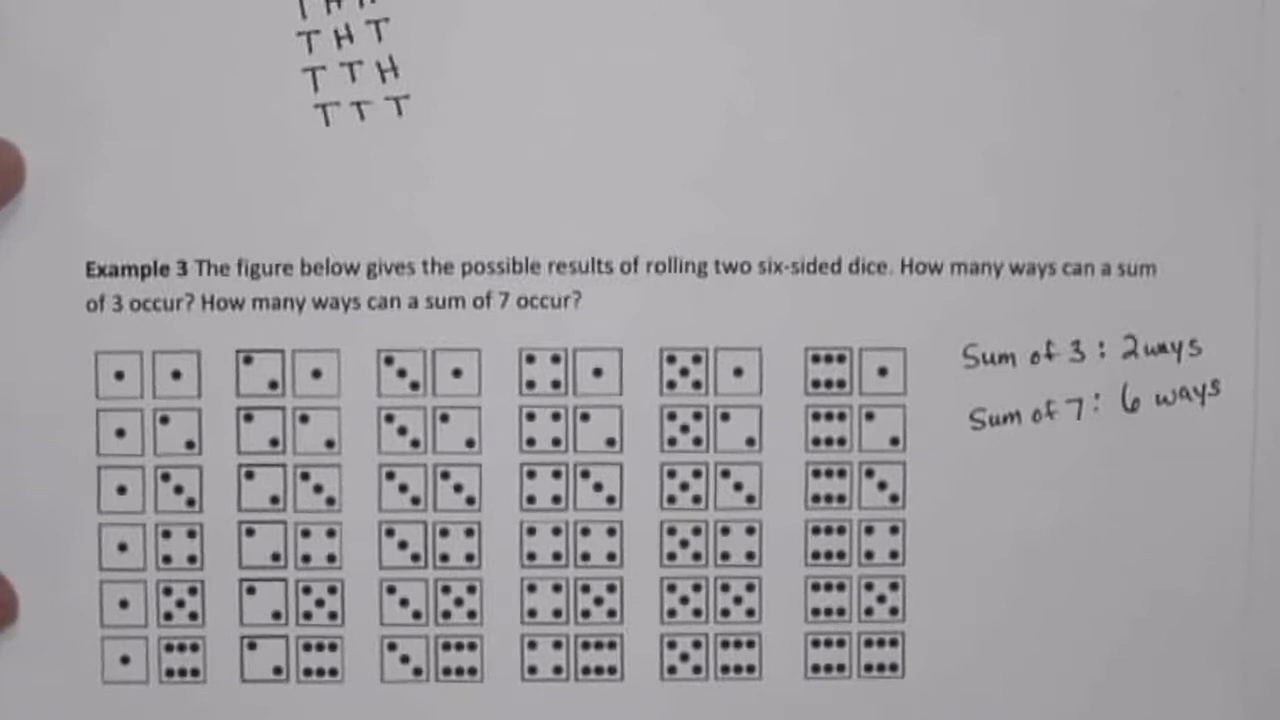 T H H
T H T
T T H
T T T
Example 3 The figure below gives the possible results of rolling two six-sided dice. How many ways can a sum
of 3 occur? How many ways can a sum of 7 occur?
Sum of 3 : 2 ways
Sum of 7 : 6 ways